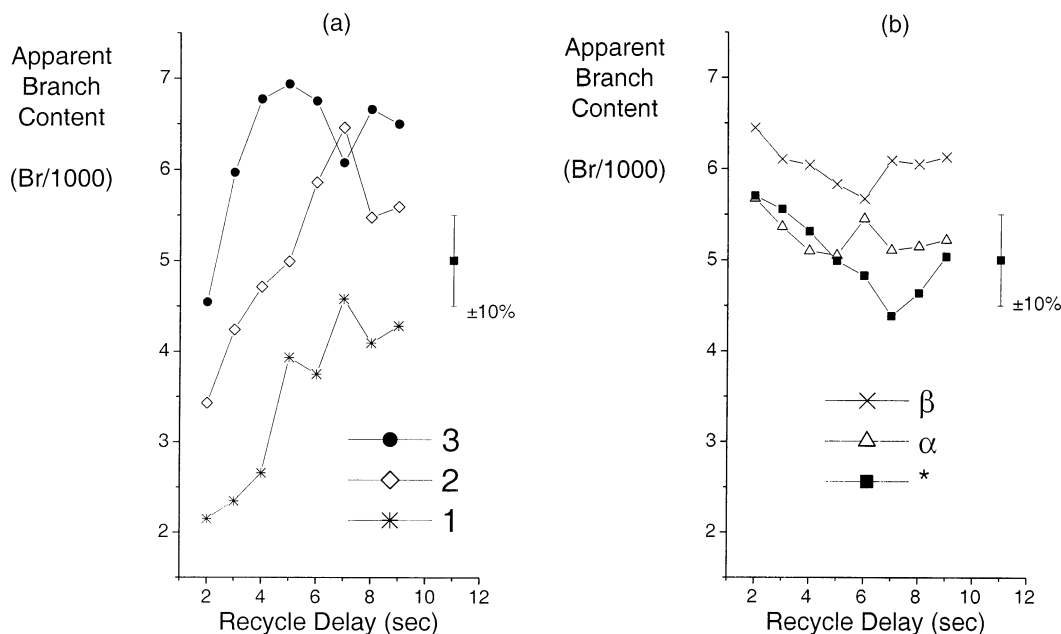 (a)
Apparent
Branch
Content
(Br/1000)
7
6
5
4
3
2
±10%
3
2
1
2 4 6 8 10 12
Recycle Delay (sec)
(b)
Apparent
Branch
Content
(Br/1000)
7
6
5
4
3
2
±10%
β
α
*
2 4 6 8 10 12
Recycle Delay (sec)